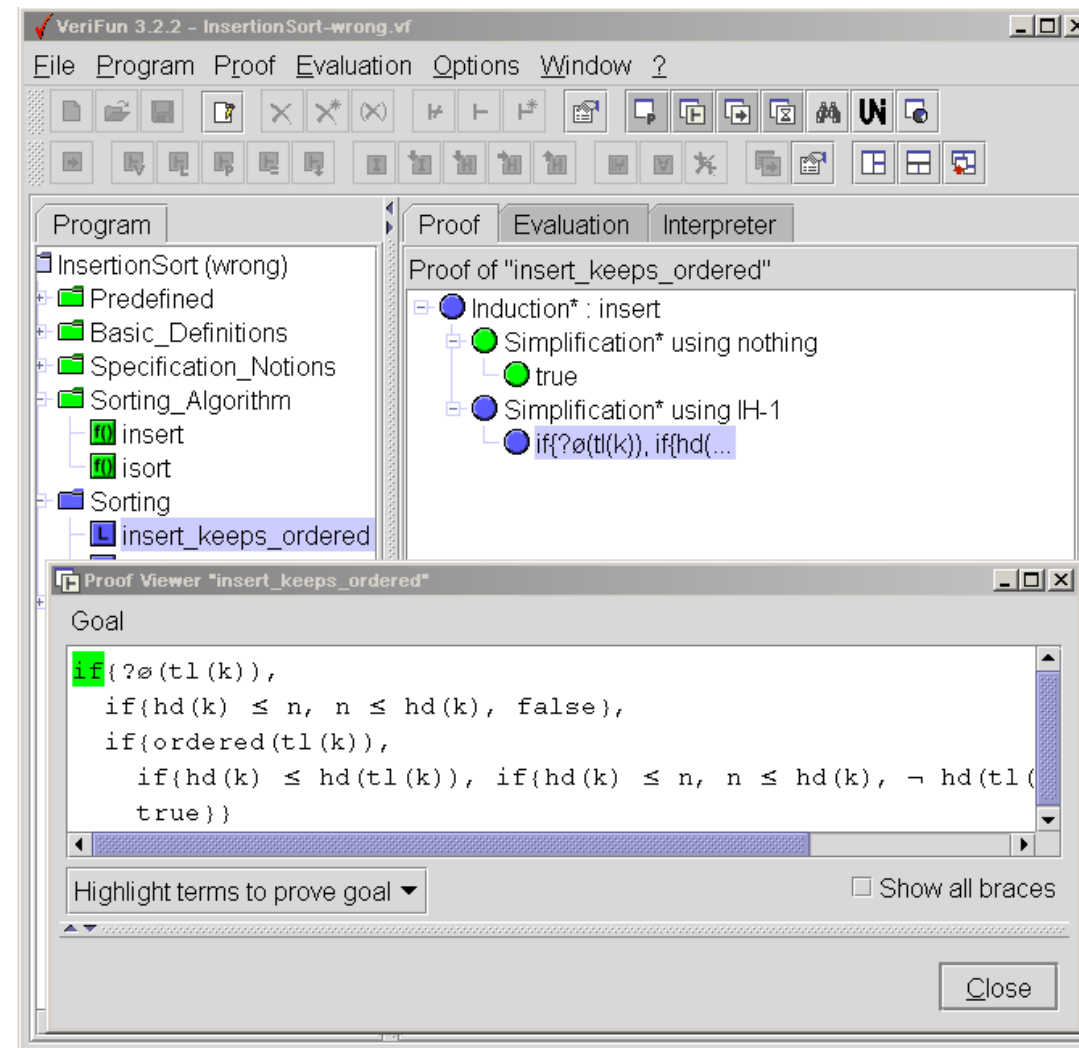 VeriFun 3.2.2 - InsertionSort-wrong.vf
File Program Proof Evaluation Options Window ?
Program
InsertionSort (wrong)
Predefined
Basic_Definitions
Specification_Notions
Sorting_Algorithm
f() insert
f() isort
Sorting
L insert_keeps_ordered
Proof Evaluation Interpreter
Proof of "insert_keeps_ordered"
Induction* : insert
Simplification* using nothing
true
Simplification* using IH-1
if{?ø(tl(k)), if{hd(...
Proof Viewer "insert_keeps_ordered"
Goal
if{?ø(tl(k)),
if{hd(k) ≤ n, n ≤ hd(k), false},
if{ordered(tl(k)),
if{hd(k) ≤ hd(tl(k)), if{hd(k) ≤ n, n ≤ hd(k), ¬ hd(tl(
true}}
Highlight terms to prove goal
Show all braces
Close